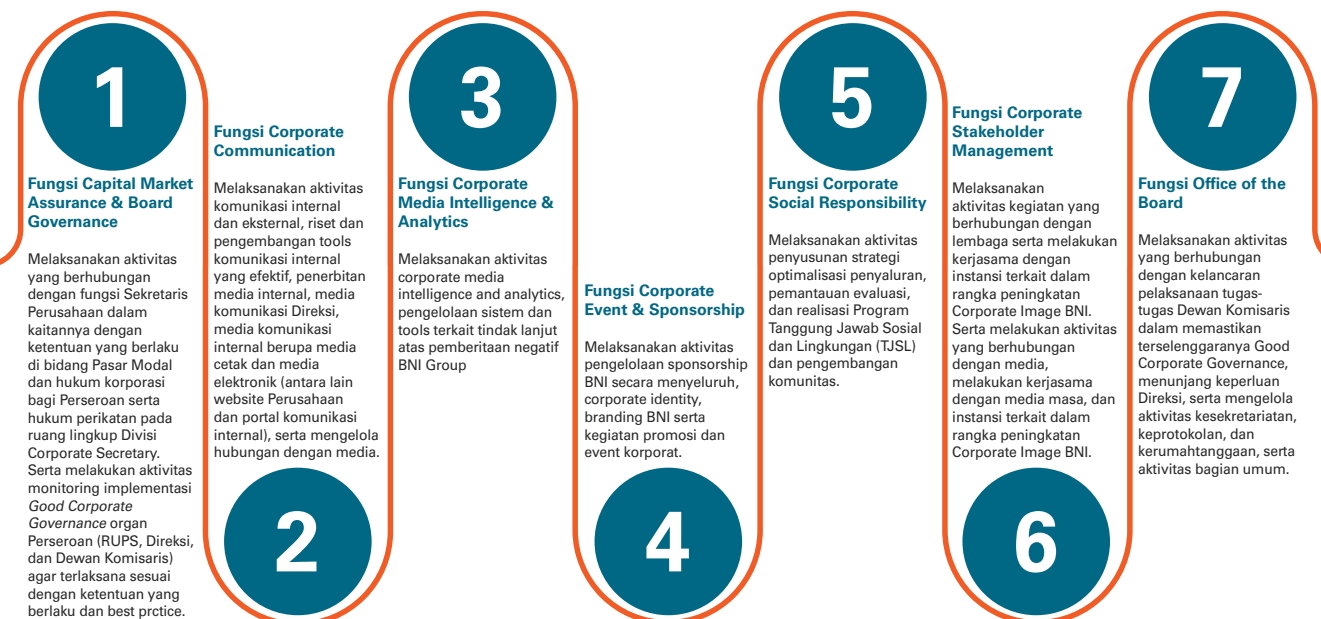 1
Fungsi Capital Market
Assurance & Board
Governance
Melaksanakan aktivitas
yang berhubungan
dengan fungsi Sekretaris
Perusahaan dalam
kaitannya dengan
ketentuan yang berlaku
di bidang Pasar Modal
dan hukum korporasi
bagi Perseroan serta
hukum perikatan pada
ruang lingkup Divisi
Corporate Secretary.
Serta melakukan aktivitas
monitoring implementasi
Good Corporate
Governance organ
Perseroan (RUPS, Direksi,
dan Dewan Komisaris)
agar terlaksana sesuai
dengan ketentuan yang
berlaku dan best prctice.
Fungsi Corporate
Communication
Melaksanakan aktivitas
komunikasi internal
dan eksternal, riset dan
pengembangan tools
komunikasi internal
yang efektif, penerbitan
media internal, media
komunikasi Direksi,
media komunikasi
internal berupa media
cetak dan media
elektronik (antara lain
website Perusahaan
dan portal komunikasi
internal), serta mengelola
hubungan dengan media.
2
3
Fungsi Corporate
Media Intelligence &
Analytics
Melaksanakan aktivitas
corporate media
intelligence and analytics,
pengelolaan sistem dan
tools terkait tindak lanjut
atas pemberitaan negatif
BNI Group
Fungsi Corporate
Event & Sponsorship
Melaksanakan aktivitas
pengelolaan sponsorship
BNI secara menyeluruh,
corporate identity,
branding BNI serta
kegiatan promosi dan
event korporat.
4
5
Fungsi Corporate
Social Responsibility
Melaksanakan aktivitas
penyusunan strategi
optimalisasi penyaluran,
pemantauan evaluasi,
dan realisasi Program
Tanggung Jawab Sosial
dan Lingkungan (TJSL)
dan pengembangan
komunitas.
Fungsi Corporate
Stakeholder
Management
Melaksanakan
aktivitas kegiatan yang
berhubungan dengan
lembaga serta melakukan
kerjasama dengan
instansi terkait dalam
rangka peningkatan
Corporate Image BNI.
Serta melakukan aktivitas
yang berhubungan
dengan media,
melakukan kerjasama
dengan media masa, dan
instansi terkait dalam
rangka peningkatan
Corporate Image BNI.
6
7
Fungsi Office of the
Board
Melaksanakan aktivitas
yang berhubungan
dengan kelancaran
pelaksanaan tugas-
tugas Dewan Komisaris
dalam memastikan
terselenggaranya Good
Corporate Governance,
menunjang keperluan
Direksi, serta mengelola
aktivitas kesekretariatan,
keprotokolan, dan
kerumahtanggaan, serta
aktivitas bagian umum.